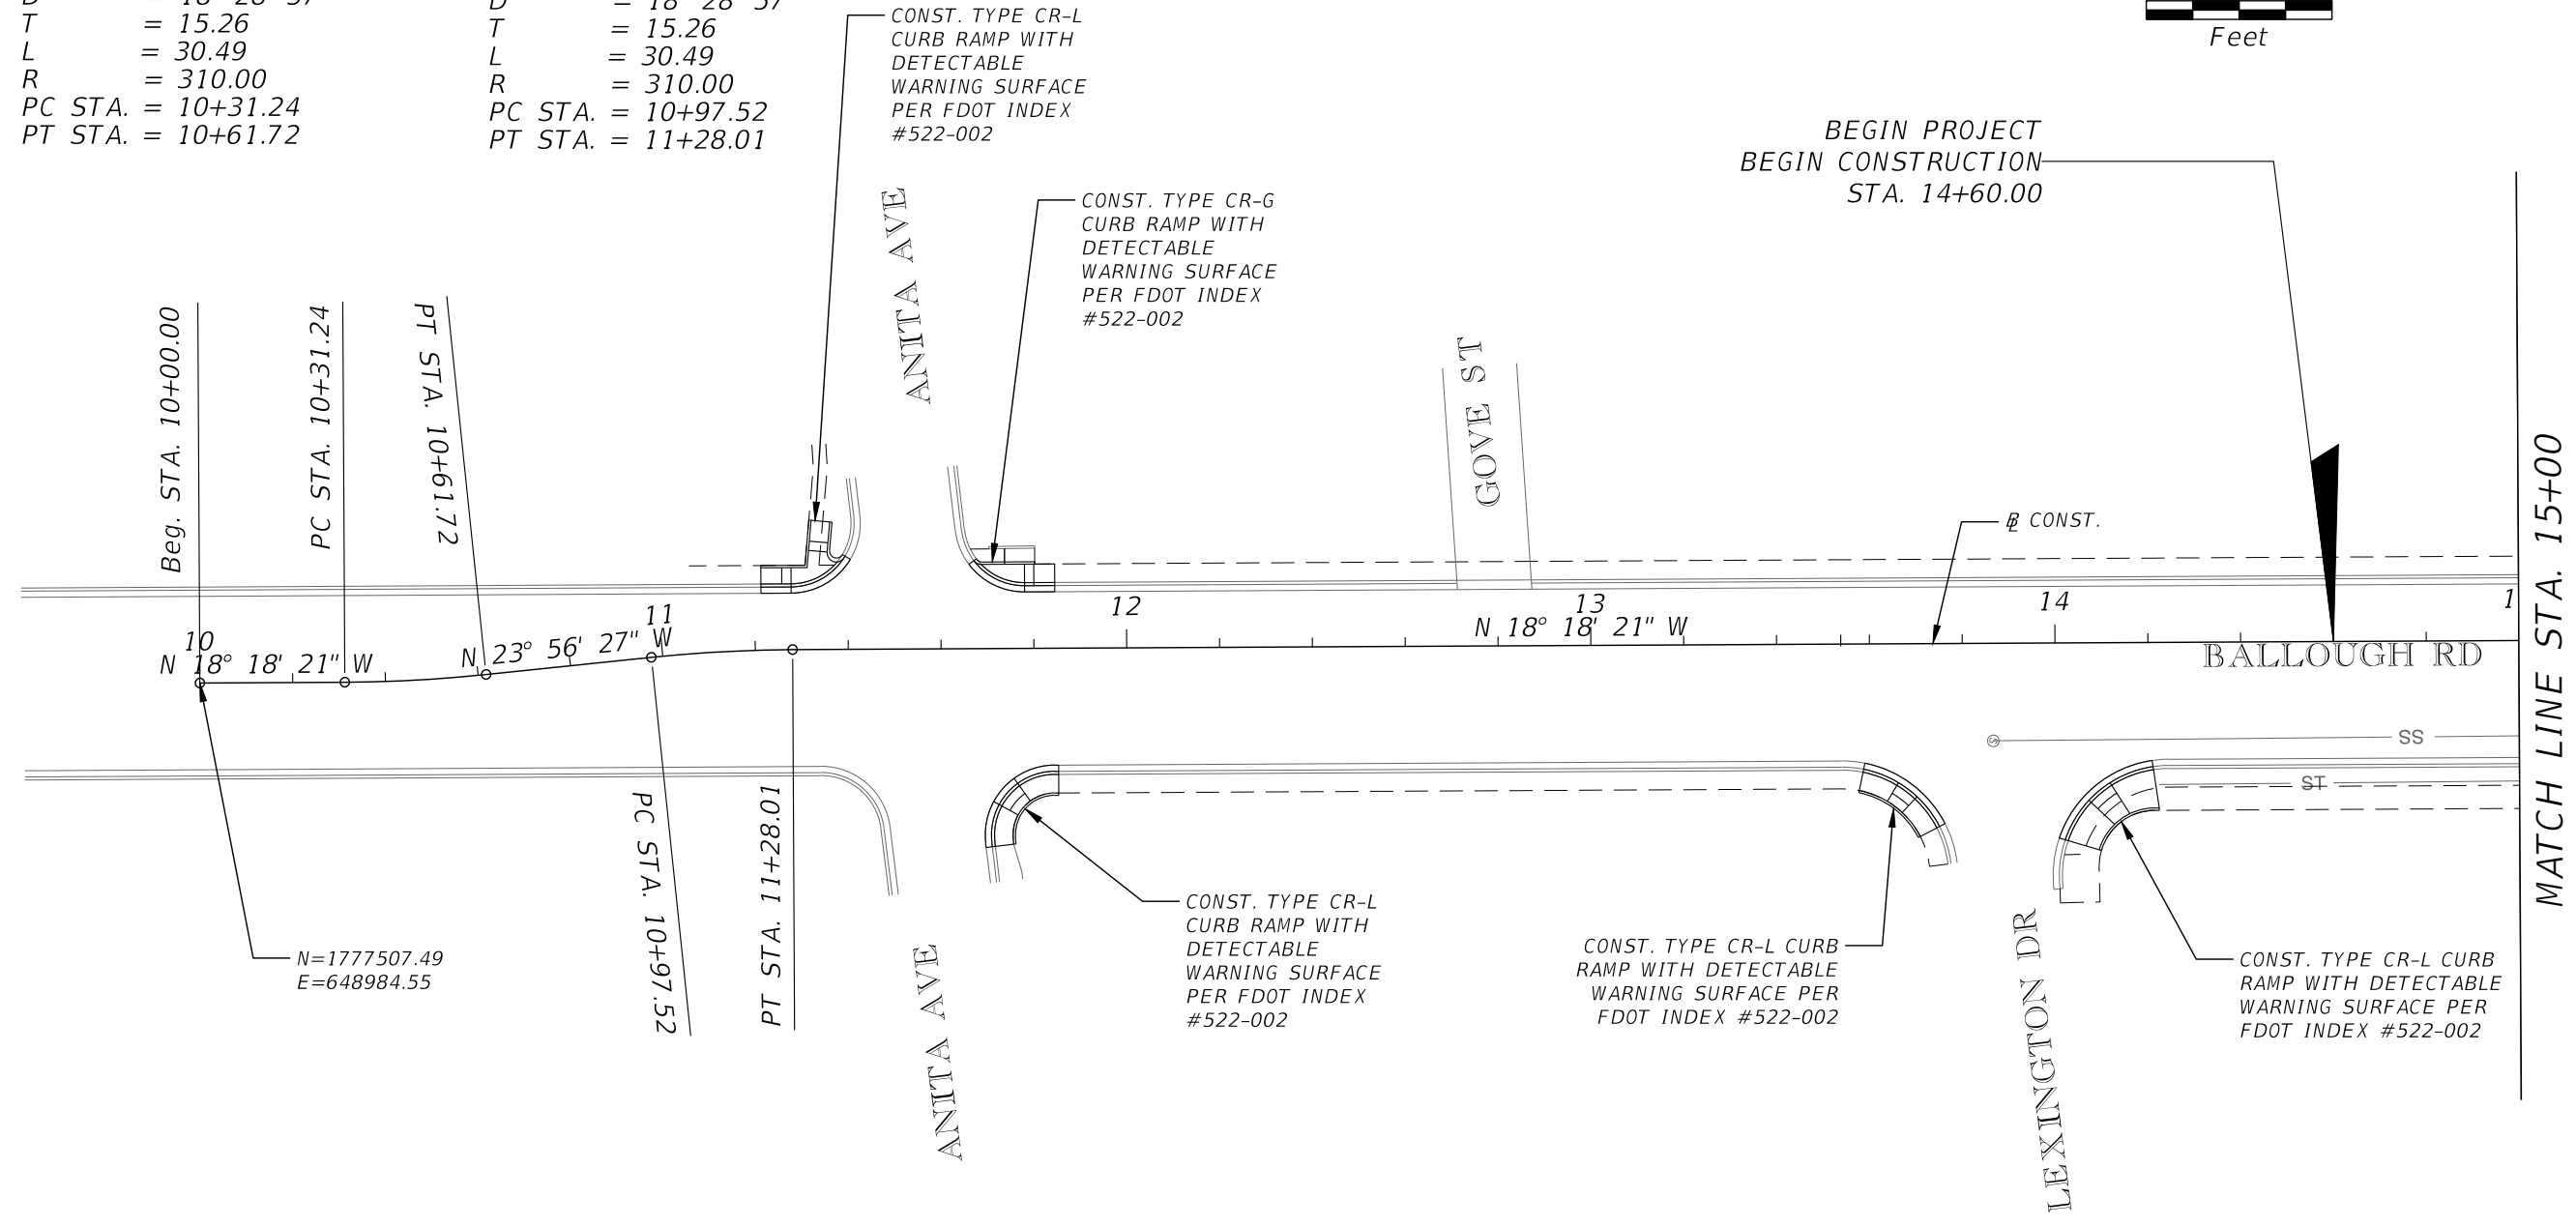 T = 15.26
L = 30.49
R = 310.00
PC STA. = 10+31.24
PT STA. = 10+61.72
T = 15.26
L = 30.49
R = 310.00
PC STA. = 10+97.52
PT STA. = 11+28.01
CONST. TYPE CR-L
CURB RAMP WITH
DETECTABLE
WARNING SURFACE
PER FDOT INDEX
#522-002
Feet
BEGIN PROJECT
BEGIN CONSTRUCTION
STA. 14+60.00
CONST. TYPE CR-G
CURB RAMP WITH
DETECTABLE
WARNING SURFACE
PER FDOT INDEX
#522-002
ANITA AVE
GOVE ST
Beg. STA. 10+00.00
PC STA. 10+31.24
PT STA. 10+61.72
CONST.
MATCH LINE STA. 15+00
10
11
12
13
14
N 18° 18' 21" W
N 23° 56' 27" W
N 18° 18' 21" W
BALLOUGH RD
SS
ST
PC STA. 10+97.52
PT STA. 11+28.01
N=1777507.49
E=648984.55
ANITA AVE
CONST. TYPE CR-L
CURB RAMP WITH
DETECTABLE
WARNING SURFACE
PER FDOT INDEX
#522-002
CONST. TYPE CR-L CURB
RAMP WITH DETECTABLE
WARNING SURFACE PER
FDOT INDEX #522-002
LEXINGTON DR
CONST. TYPE CR-L CURB
RAMP WITH DETECTABLE
WARNING SURFACE PER
FDOT INDEX #522-002